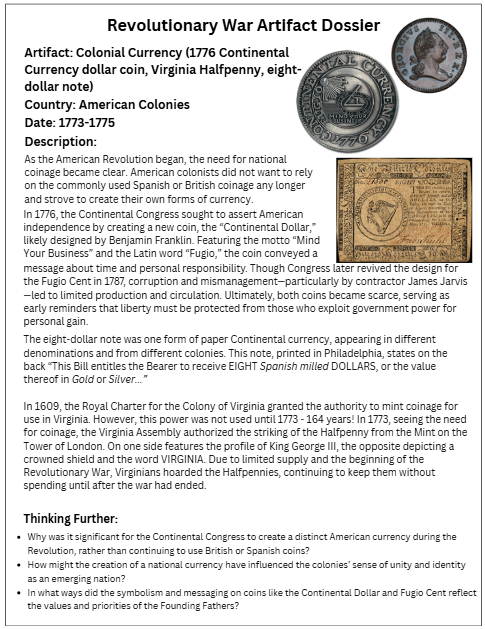 Revolutionary War Artifact Dossier
Artifact: Colonial Currency (1776 Continental
Currency dollar coin, Virginia Halfpenny, eight-
dollar note)
Country: American Colonies
Date: 1773-1775
Description:
As the American Revolution began, the need for national
coinage became clear. American colonists did not want to rely
on the commonly used Spanish or British coinage any longer
and strove to create their own forms of currency.
In 1776, the Continental Congress sought to assert American
independence by creating a new coin, the “Continental Dollar,”
likely designed by Benjamin Franklin. Featuring the motto “Mind
Your Business” and the Latin word “Fugio,” the coin conveyed a
message about time and personal responsibility. Though Congress later revived the design for
the Fugio Cent in 1787, corruption and mismanagement—particularly by contractor James Jarvis
—led to limited production and circulation. Ultimately, both coins became scarce, serving as
early reminders that liberty must be protected from those who exploit government power for
personal gain.
The eight-dollar note was one form of paper Continental currency, appearing in different
denominations and from different colonies. This note, printed in Philadelphia, states on the
back “This Bill entitles the Bearer to receive EIGHT Spanish milled DOLLARS, or the value
thereof in Gold or Silver...”
In 1609, the Royal Charter for the Colony of Virginia granted the authority to mint coinage for
use in Virginia. However, this power was not used until 1773 - 164 years! In 1773, seeing the need
for coinage, the Virginia Assembly authorized the striking of the Halfpenny from the Mint on the
Tower of London. On one side features the profile of King George III, the opposite depicting a
crowned shield and the word VIRGINIA. Due to limited supply and the beginning of the
Revolutionary War, Virginians hoarded the Halfpennies, continuing to keep them without
spending until after the war had ended.
Thinking Further:
• Why was it significant for the Continental Congress to create a distinct American currency during the
Revolution, rather than continuing to use British or Spanish coins?
• How might the creation of a national currency have influenced the colonies’ sense of unity and identity
as an emerging nation?
• In what ways did the symbolism and messaging on coins like the Continental Dollar and Fugio Cent reflect
the values and priorities of the Founding Fathers?
CONTINENTAL CURRENCY
1776